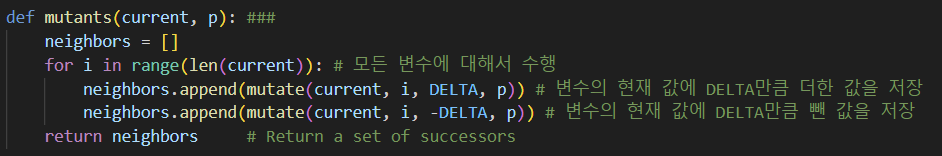 def mutants(current, p): ###
    neighbors = []
    for i in range(len(current)): # 모든 변수에 대해서 수행
        neighbors.append(mutate(current, i, DELTA, p)) # 변수의 현재 값에 DELTA만큼 더한 값을 저장
        neighbors.append(mutate(current, i, -DELTA, p)) # 변수의 현재 값에 DELTA만큼 뺀 값을 저장
    return neighbors     # Return a set of successors